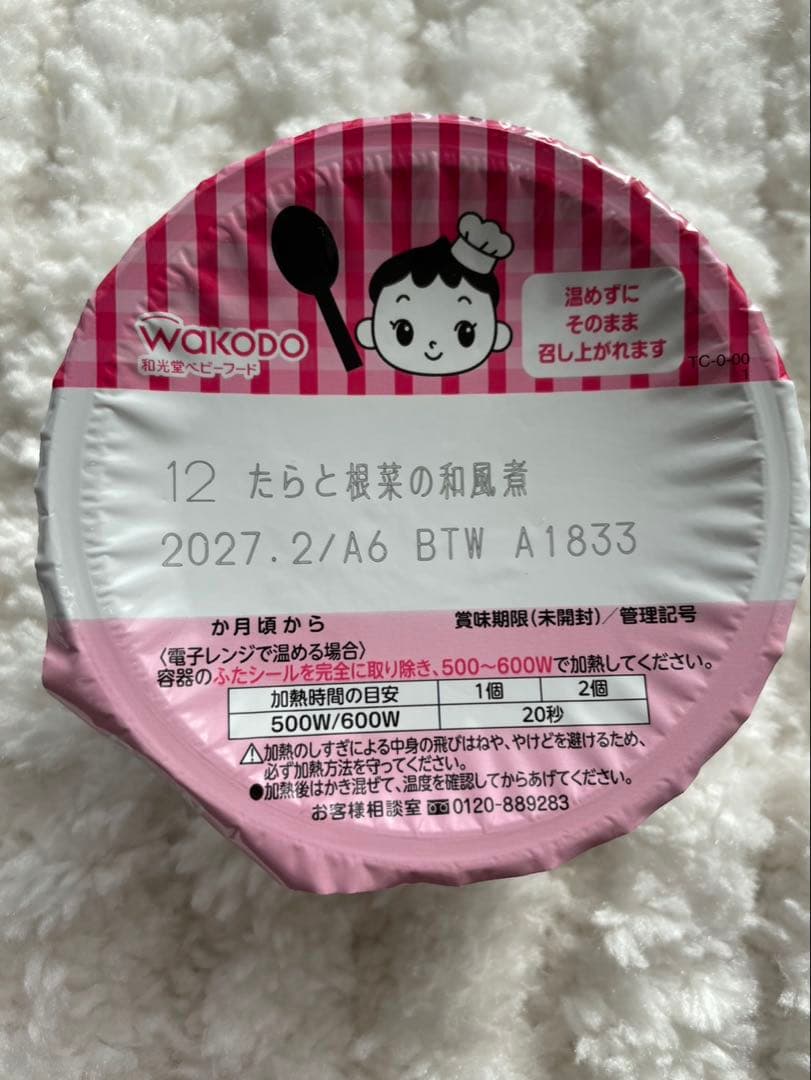 WaKODO
和光堂ベビーフード
温めずに
そのまま
召し上がれます
TC-0-00
12 たらと根菜の和風煮
2027.2/A6 BTW A1833
か月頃から 賞味期限(未開封)/管理記号
〈電子レンジで温める場合〉
容器のふたシールを完全に取り除き、500〜600Wで加熱してください。
加熱時間の目安 1個 2個
500W/600W 20秒
⚠加熱のしすぎによる中身の飛びはねや、やけどを避けるため、
必ず加熱方法を守ってください。
●加熱後はかき混ぜて、温度を確認してからあげてください。
お客様相談室 0120-889283